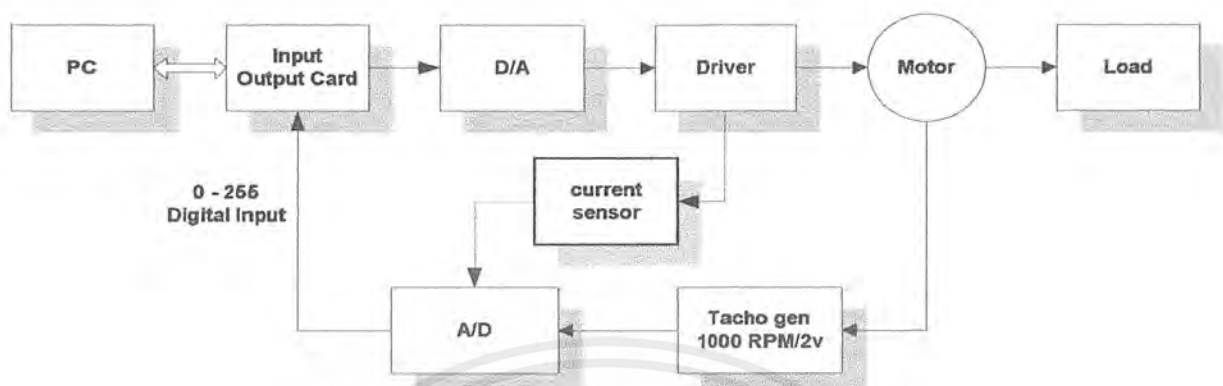 PC
Input
Output Card
D/A
Driver
Motor
Load
0 - 255
Digital Input
current
sensor
A/D
Tacho gen
1000 RPM/2v